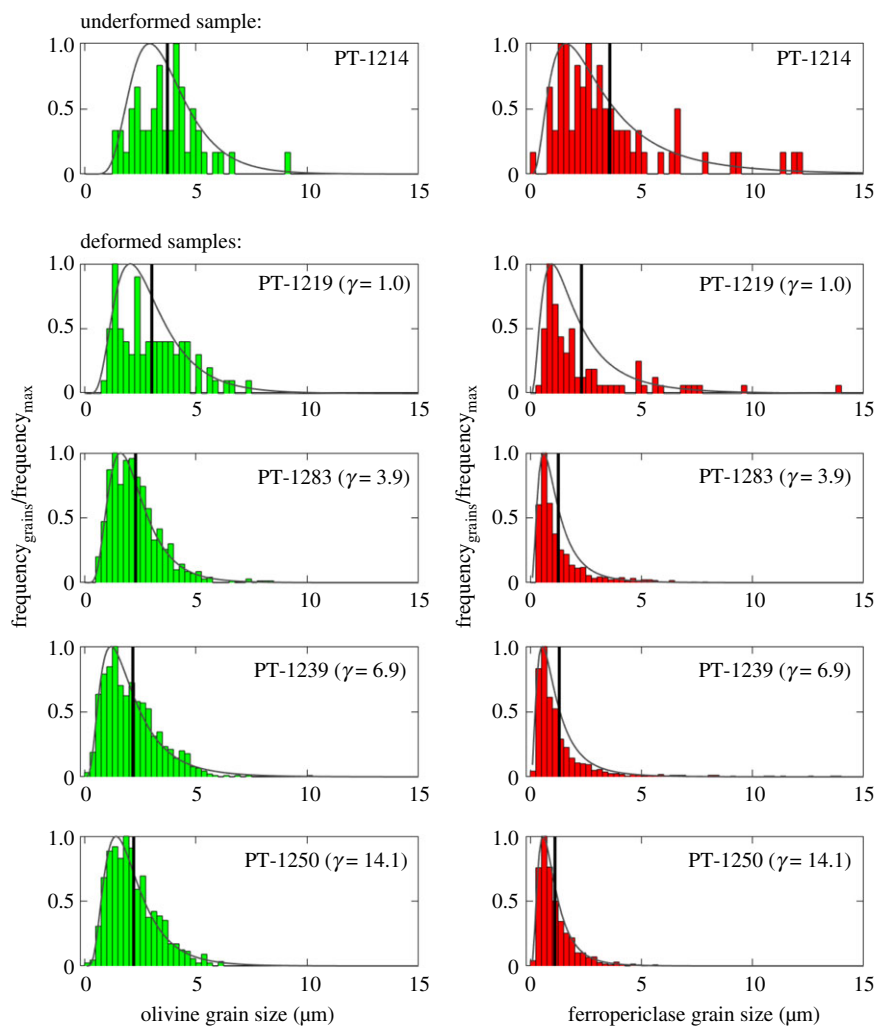 underformed sample:
1.0 PT-1214 1.0 PT-1214
0.5 0.5
0 0
0 5 10 15 0 5 10 15
deformed samples:
1.0 PT-1219 (γ = 1.0) 1.0 PT-1219 (γ = 1.0)
0.5 0.5
0 0
0 5 10 15 0 5 10 15
frequency_grains/frequency_max frequency_grains/frequency_max
1.0 PT-1283 (γ = 3.9) 1.0 PT-1283 (γ = 3.9)
0.5 0.5
0 0
0 5 10 15 0 5 10 15
1.0 PT-1239 (γ = 6.9) 1.0 PT-1239 (γ = 6.9)
0.5 0.5
0 0
0 5 10 15 0 5 10 15
1.0 PT-1250 (γ = 14.1) 1.0 PT-1250 (γ = 14.1)
0.5 0.5
0 0
0 5 10 15 0 5 10 15
olivine grain size (μm) ferropericlase grain size (μm)